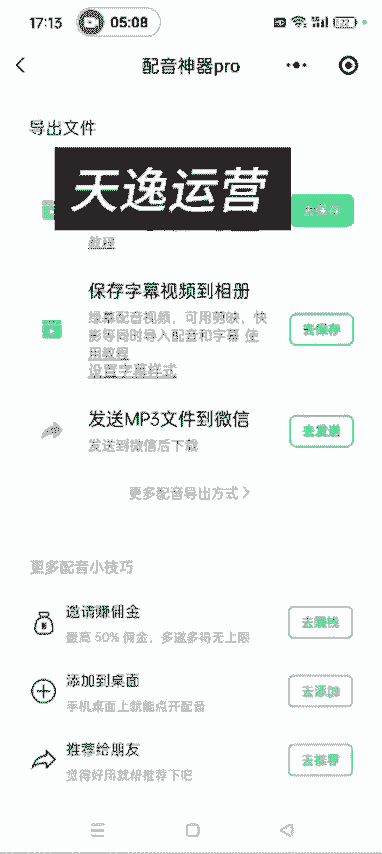 17:13
05:08
22
配音神器pro
导出文件
天逸运营
去保存
教程
保存字幕视频到相册
绿幕配音视频，可用剪映、快
影等同时导入配音和字幕 使
用教程
去保存
设置字幕样式
发送MP3文件到微信
发送到微信后下载
去发送
更多配音导出方式
更多配音小技巧
邀请赚佣金
最高 50% 佣金，多邀多得无上限
去赚钱
添加到桌面
手机桌面上就能点开配音
去添加
推荐给朋友
觉得好用就帮推荐下吧
去推荐